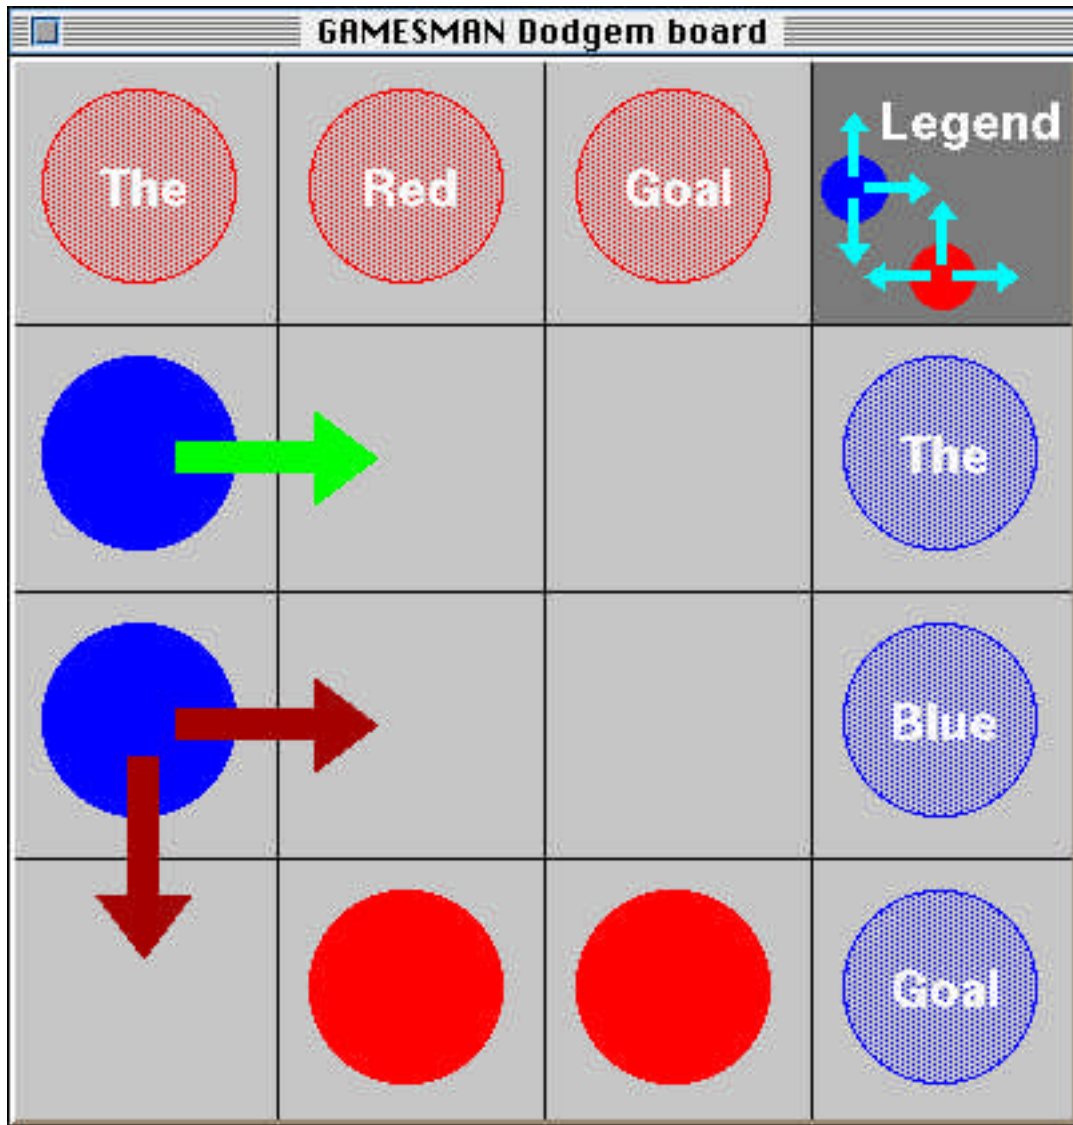 GAMESMAN Dodgem board
The Red Goal
Legend
The
Blue
Goal